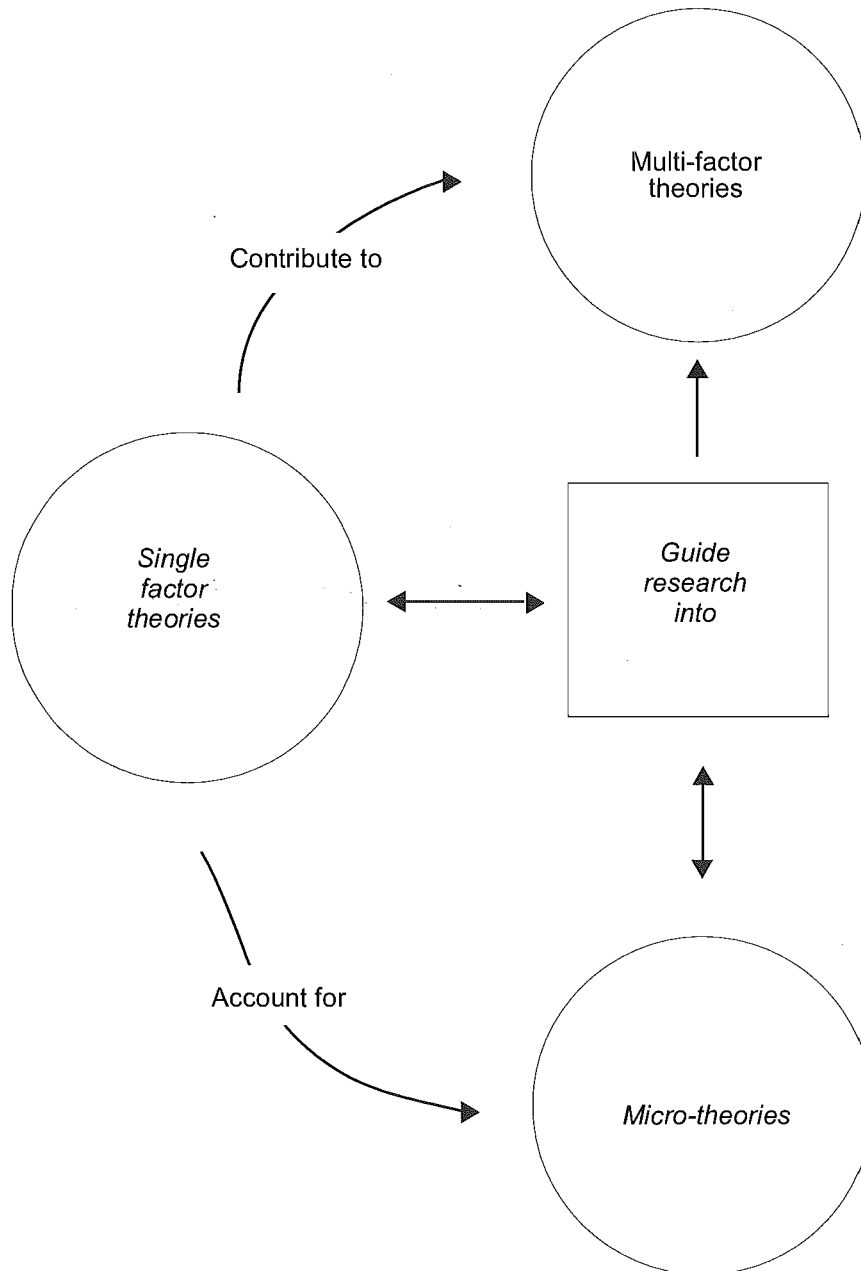 Multi-factor
theories
Contribute to
Single
factor
theories
Guide
research
into
Account for
Micro-theories